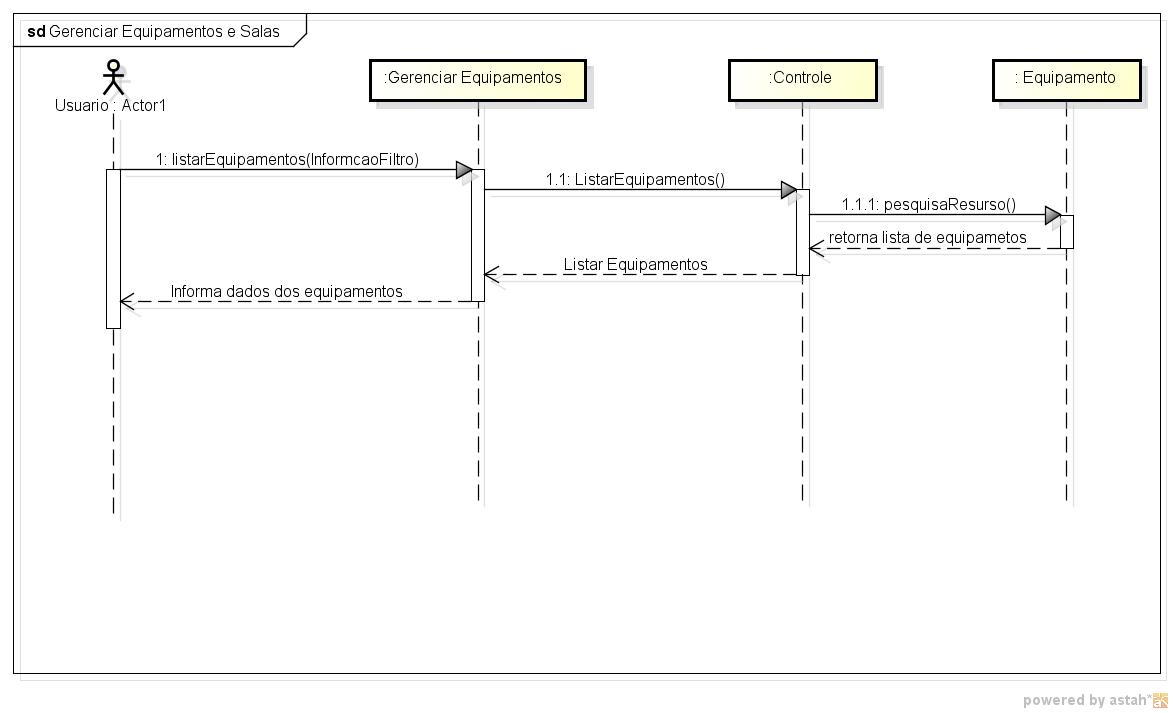 sd Gerenciar Equipamentos e Salas
Usuario : Actor1
:Gerenciar Equipamentos
:Controle
: Equipamento
1: listarEquipamentos(InformcaoFiltro)
1.1: ListarEquipamentos()
1.1.1: pesquisaResurso()
retorna lista de equipametos
Listar Equipamentos
Informa dados dos equipamentos
powered by astah*